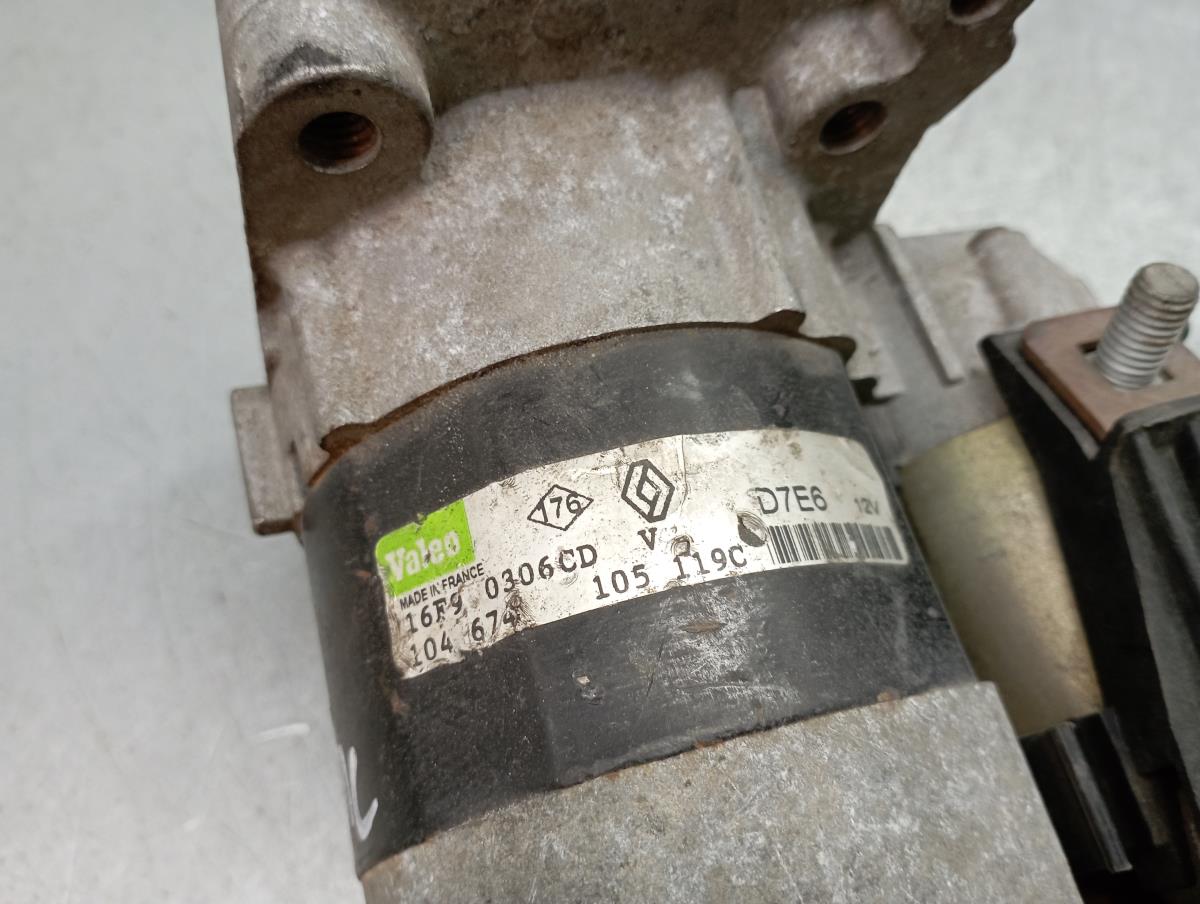 Valeo
MADE IN FRANCE
176
D7E6 12V
16F9 0306CD V
104 674 105 119C